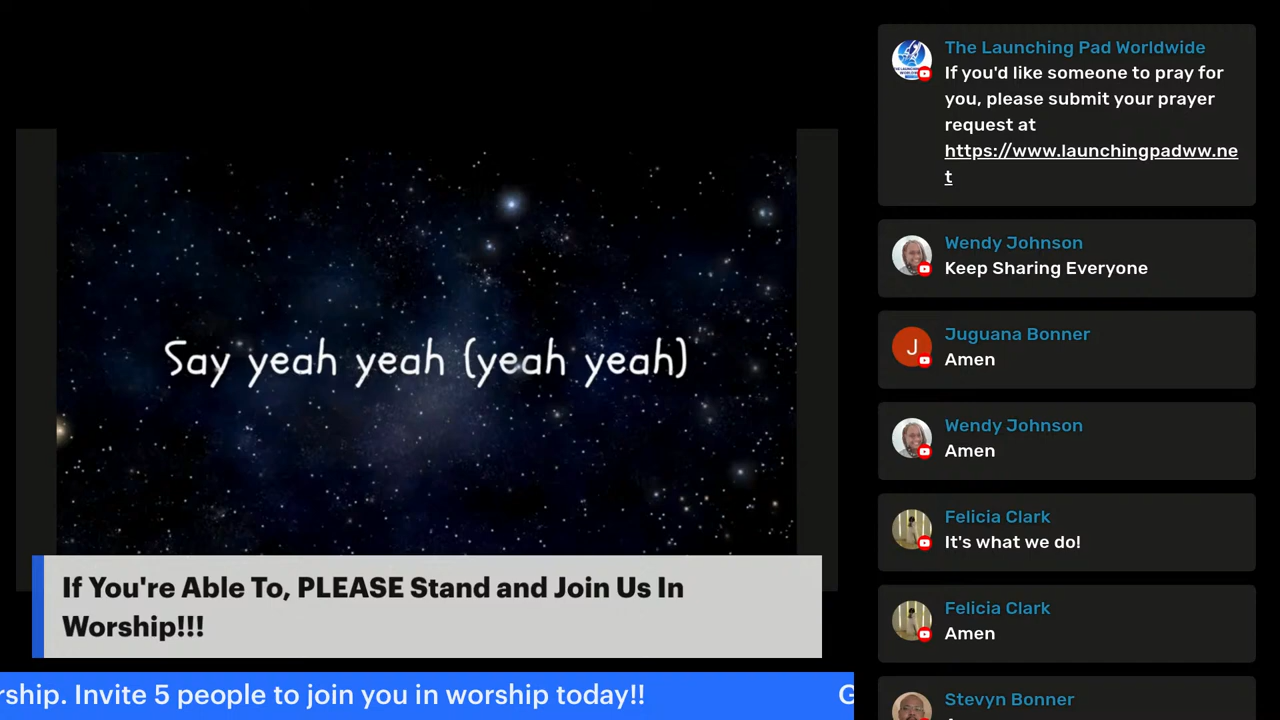 Say yeah yeah (yeah yeah)
If You're Able To, PLEASE Stand and Join Us In
Worship!!!
rship. Invite 5 people to join you in worship today!!
G
The Launching Pad Worldwide
If you'd like someone to pray for
you, please submit your prayer
request at
https://www.launchingpadww.ne
t
Wendy Johnson
Keep Sharing Everyone
Juguana Bonner
J
Amen
Wendy Johnson
Amen
Felicia Clark
It's what we do!
Felicia Clark
Amen
Stevyn Bonner